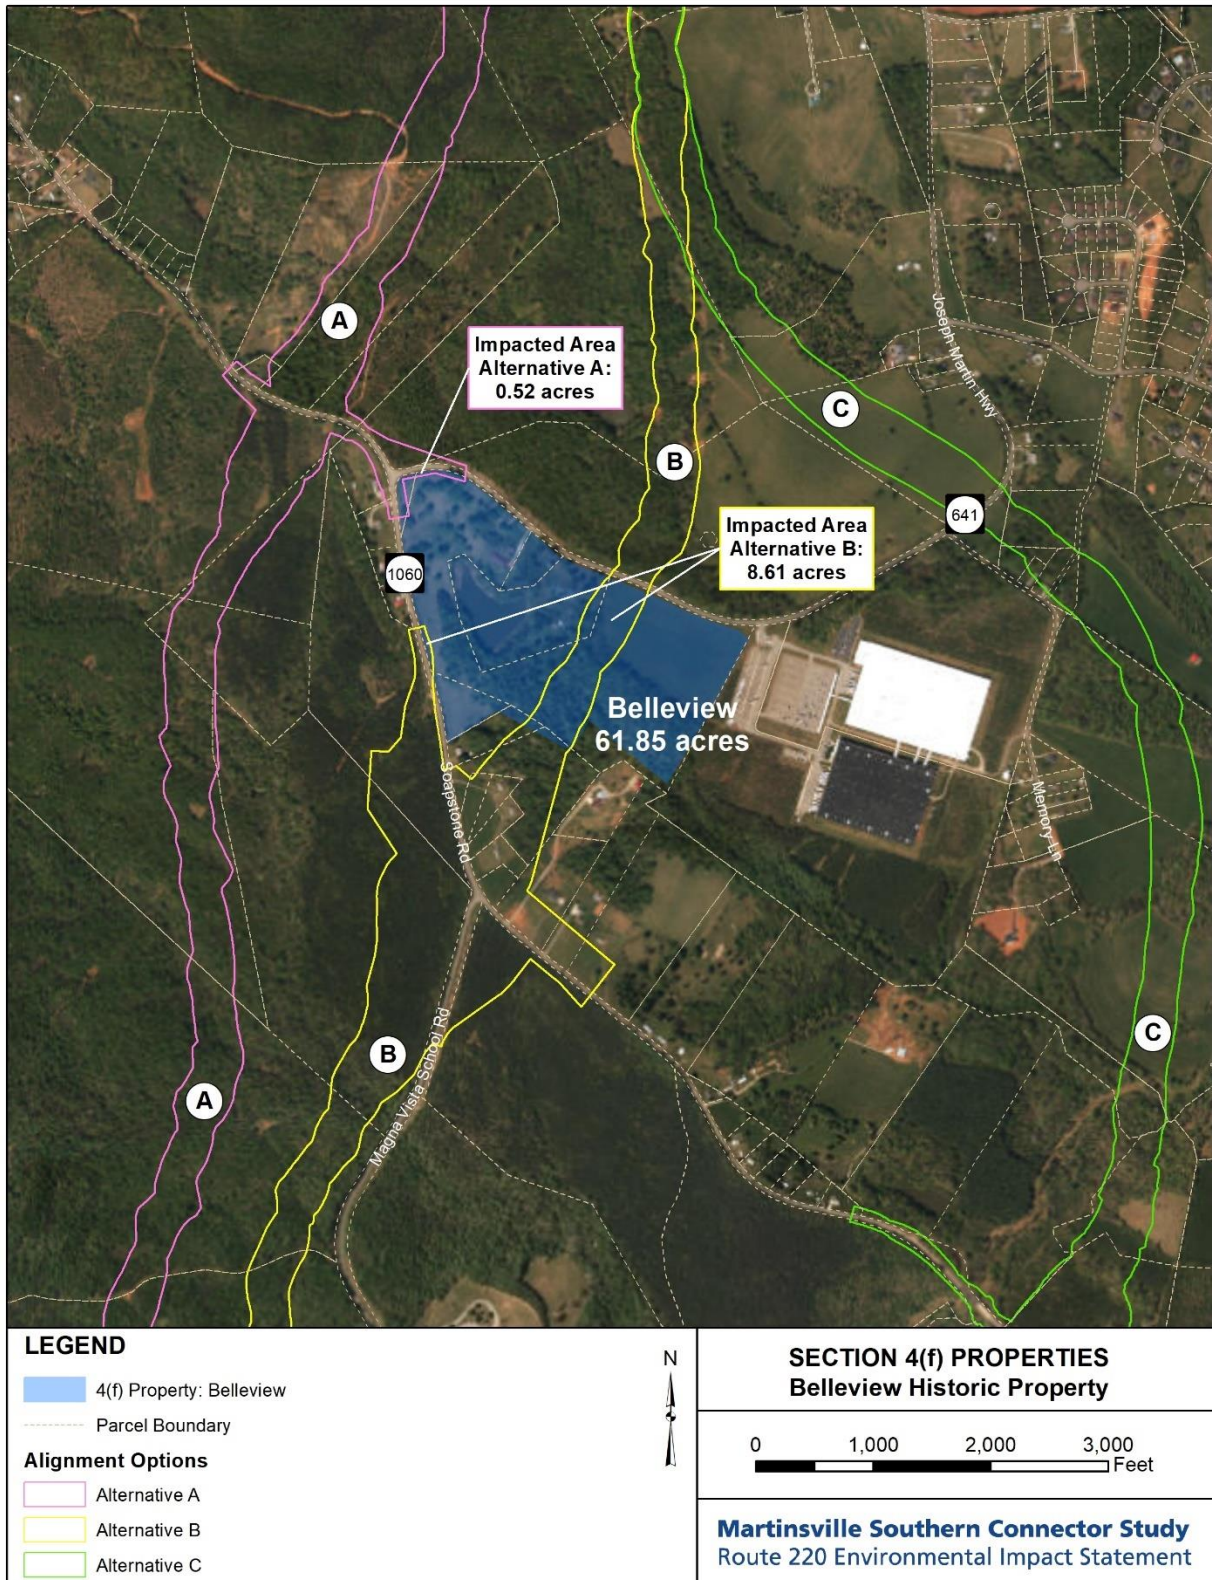 A
Impacted Area
Alternative A:
0.52 acres
Joseph Martin Hwy
C
B
641
Impacted Area
Alternative B:
8.61 acres
1060
Belleview
61.85 acres
Soapstone Rd
Memory Ln
Magna Vista School Rd
B
C
A
LEGEND
4(f) Property: Belleview
Parcel Boundary
Alignment Options
Alternative A
Alternative B
Alternative C
N
SECTION 4(f) PROPERTIES
Belleview Historic Property
0 1,000 2,000 3,000
Feet
Martinsville Southern Connector Study
Route 220 Environmental Impact Statement